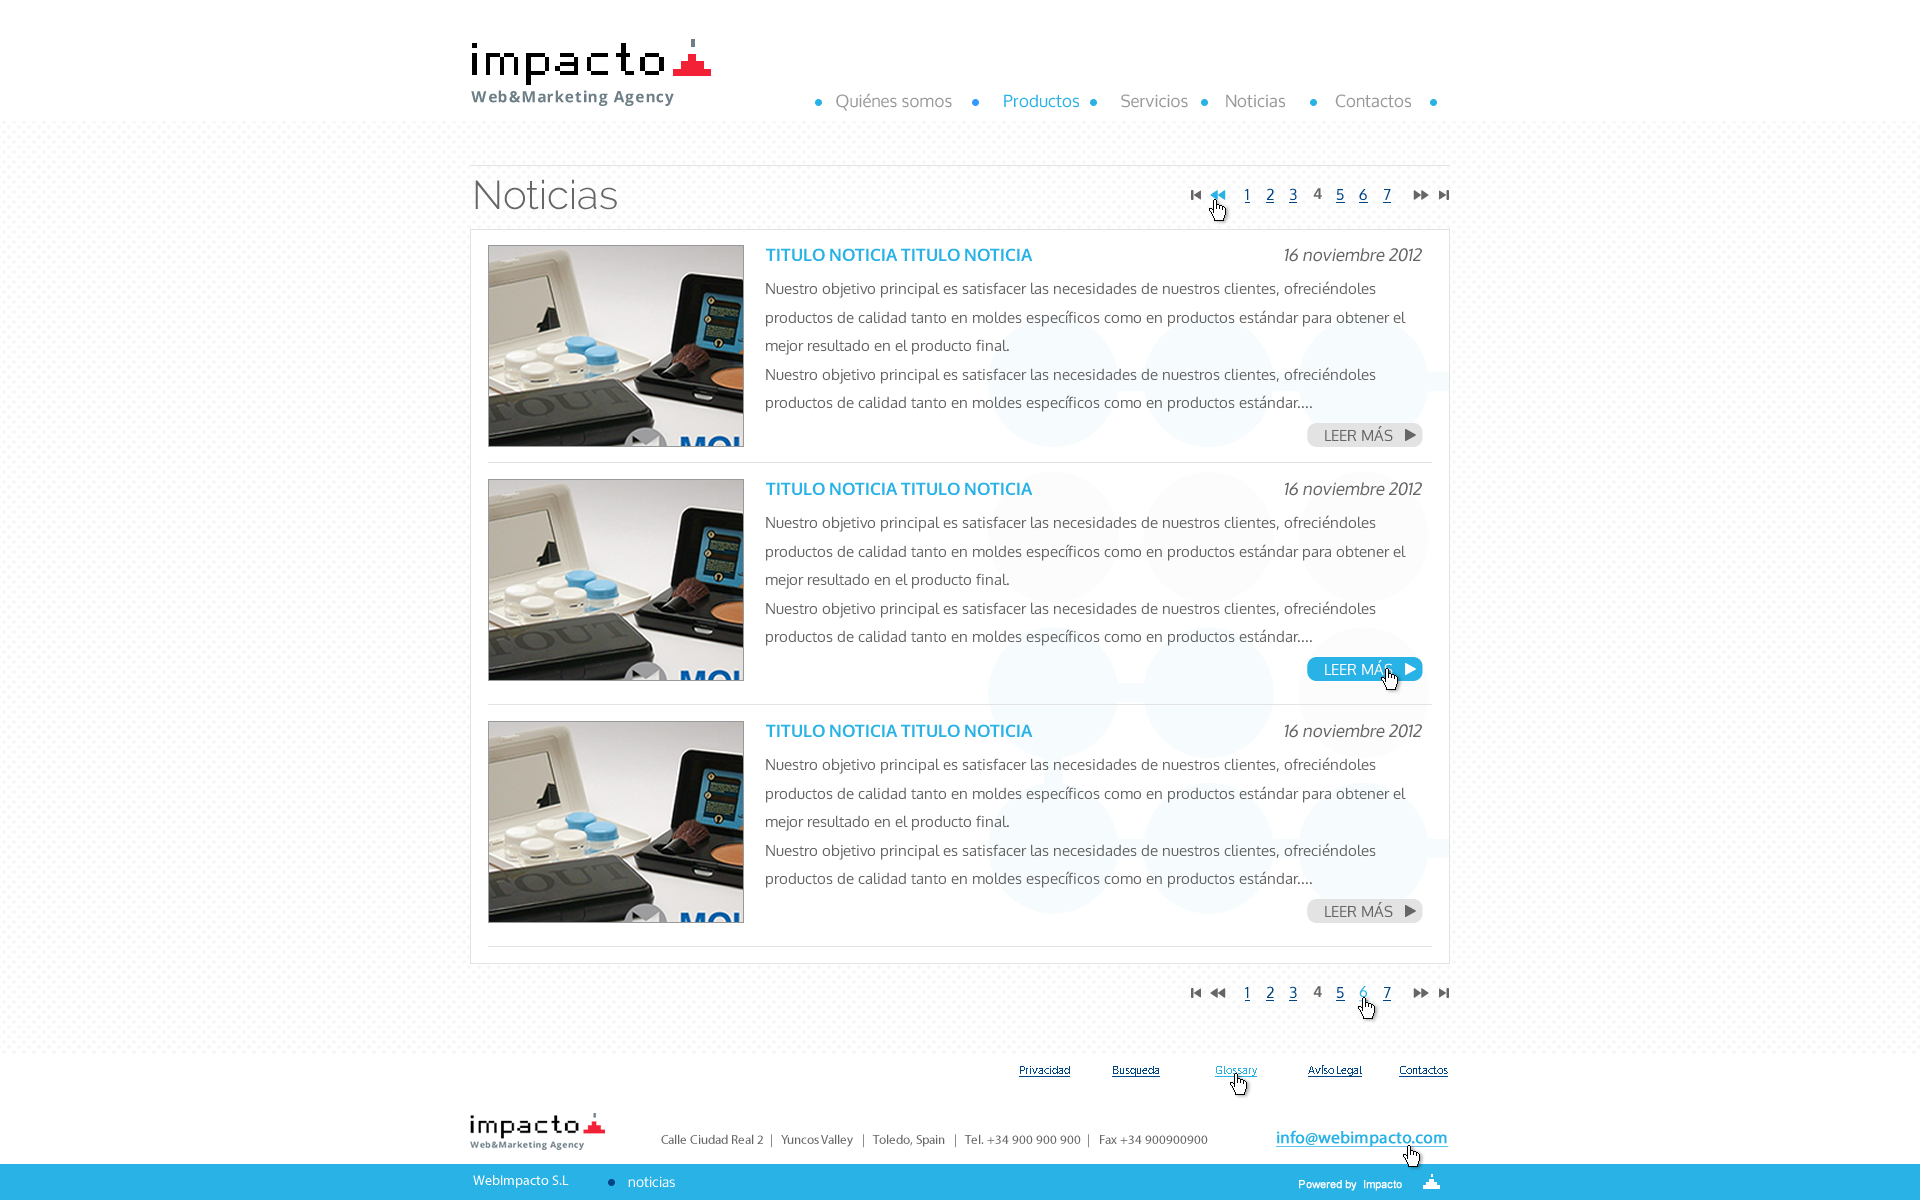 impacto
Web&Marketing Agency
Quiénes somos Productos Servicios Noticias Contactos
Noticias
1 2 3 4 5 6 7
TITULO NOTICIA TITULO NOTICIA 16 noviembre 2012
Nuestro objetivo principal es satisfacer las necesidades de nuestros clientes, ofreciéndoles
productos de calidad tanto en moldes específicos como en productos estándar para obtener el
mejor resultado en el producto final.
Nuestro objetivo principal es satisfacer las necesidades de nuestros clientes, ofreciéndoles
productos de calidad tanto en moldes específicos como en productos estándar....
LEER MÁS
TITULO NOTICIA TITULO NOTICIA 16 noviembre 2012
Nuestro objetivo principal es satisfacer las necesidades de nuestros clientes, ofreciéndoles
productos de calidad tanto en moldes específicos como en productos estándar para obtener el
mejor resultado en el producto final.
Nuestro objetivo principal es satisfacer las necesidades de nuestros clientes, ofreciéndoles
productos de calidad tanto en moldes específicos como en productos estándar....
LEER MÁS
TITULO NOTICIA TITULO NOTICIA 16 noviembre 2012
Nuestro objetivo principal es satisfacer las necesidades de nuestros clientes, ofreciéndoles
productos de calidad tanto en moldes específicos como en productos estándar para obtener el
mejor resultado en el producto final.
Nuestro objetivo principal es satisfacer las necesidades de nuestros clientes, ofreciéndoles
productos de calidad tanto en moldes específicos como en productos estándar....
LEER MÁS
1 2 3 4 5 6 7
Privacidad Busqueda Glossary Avíso Legal Contactos
impacto
Web&Marketing Agency
Calle Ciudad Real 2 | Yuncos Valley | Toledo, Spain | Tel. +34 900 900 900 | Fax +34 900900900
info@webimpacto.com
WebImpacto S.L noticias Powered by Impacto